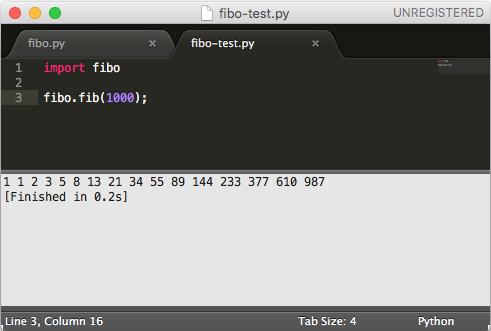 fibo-test.py
UNREGISTERED
fibo.py ×
fibo-test.py ×
1 import fibo
2
3 fibo.fib(1000);
1 1 2 3 5 8 13 21 34 55 89 144 233 377 610 987
[Finished in 0.2s]
Line 3, Column 16 Tab Size: 4 Python